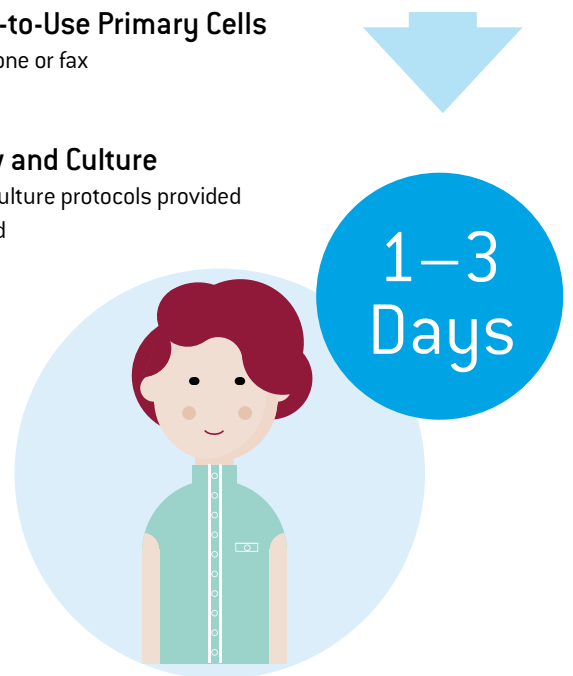 -to-Use Primary Cells
one or fax
and Culture
ulture protocols provided
1–3
Days